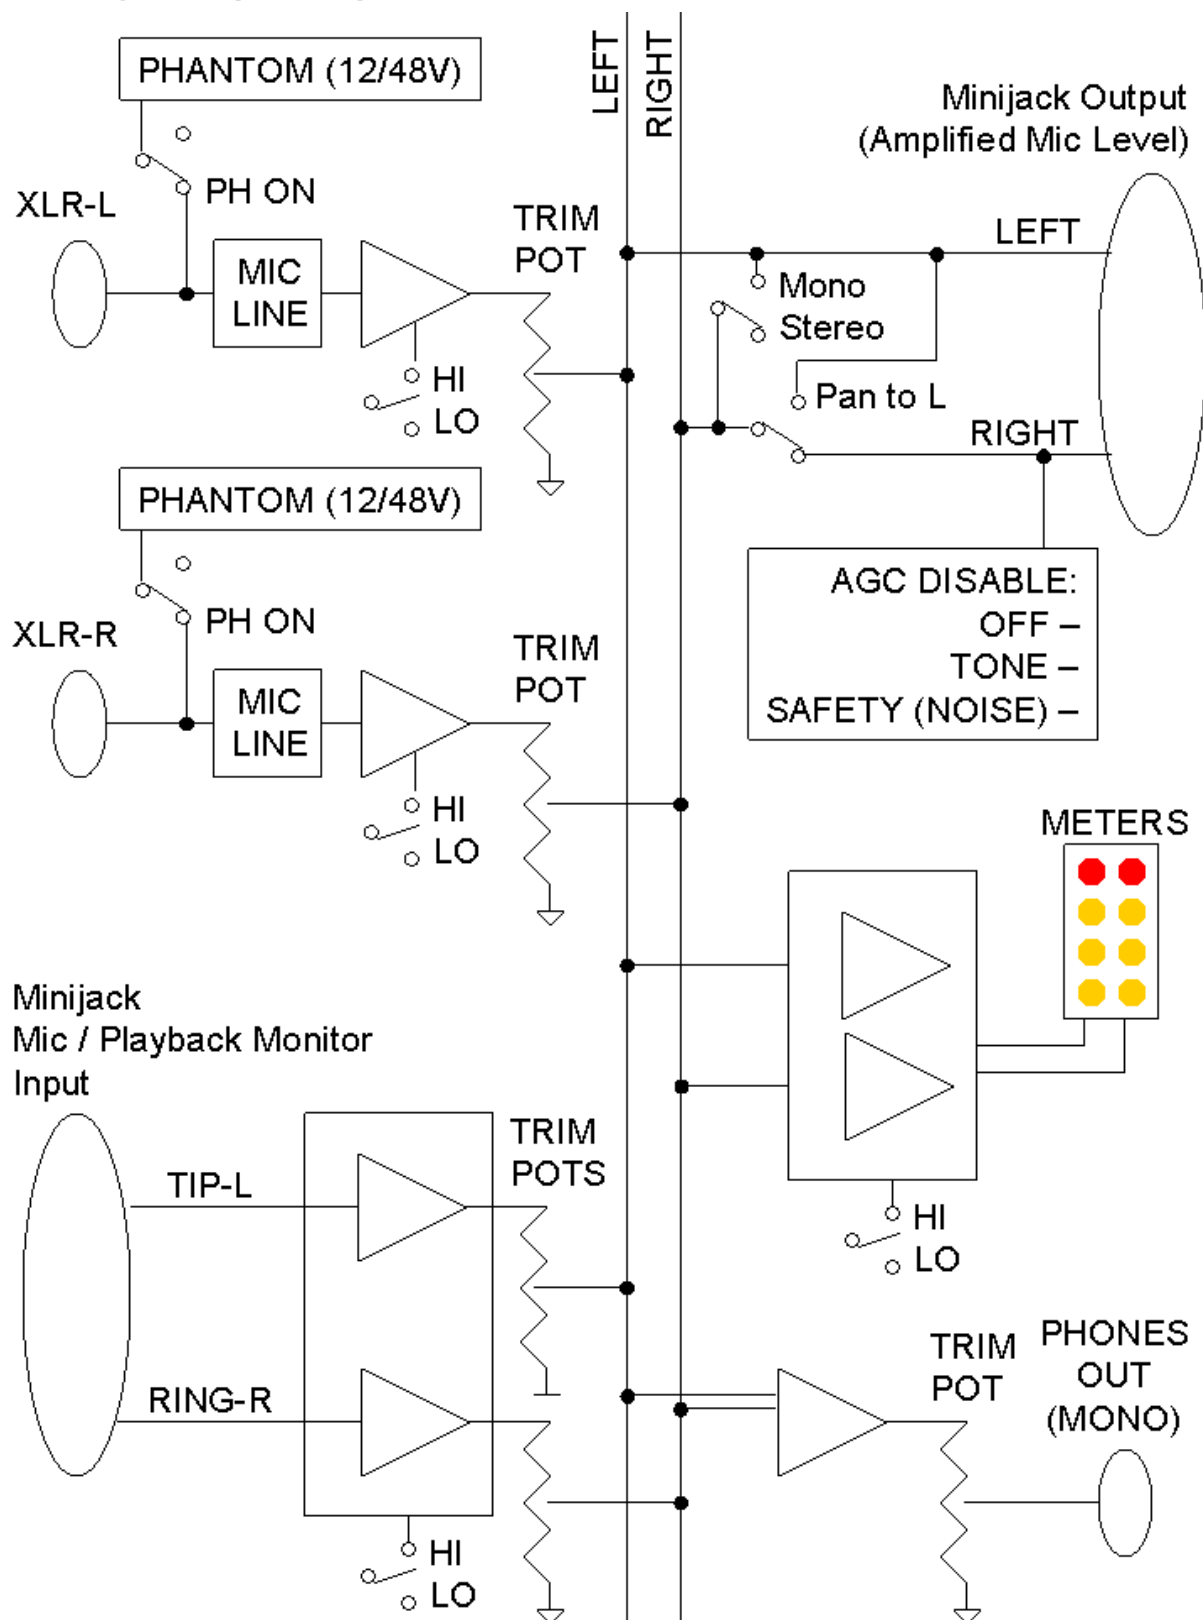 PHANTOM (12/48V)
LEFT
RIGHT
Minijack Output
(Amplified Mic Level)
XLR-L
PH ON
TRIM
POT
MIC
LINE
HI
LO
LEFT
Mono
Stereo
Pan to L
RIGHT
PHANTOM (12/48V)
XLR-R
PH ON
TRIM
POT
MIC
LINE
HI
LO
AGC DISABLE:
OFF –
TONE –
SAFETY (NOISE) –
METERS
HI
LO
Minijack
Mic / Playback Monitor
Input
TIP-L
RING-R
TRIM
POTS
HI
LO
TRIM
POT
PHONES
OUT
(MONO)